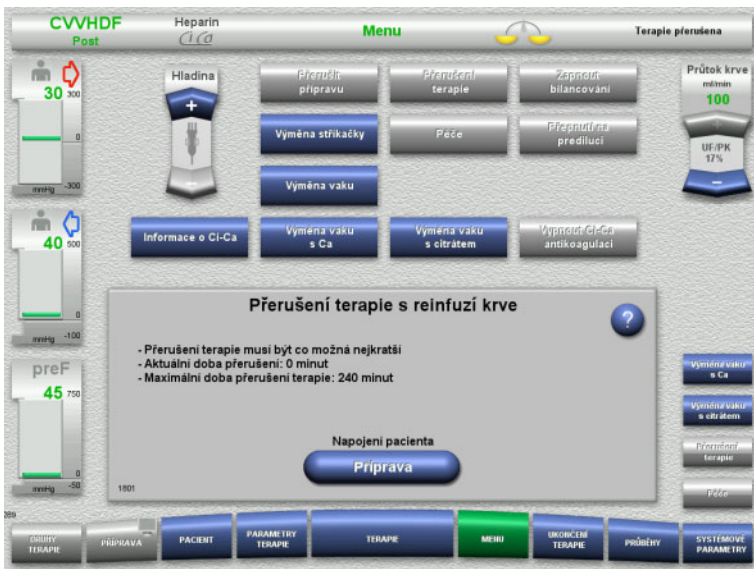 CVVHDF
Post
Heparin
Ci Ca
Menu
Terapie přerušena
30
300
0
mmHg
-300
Hladina
+
Přerušit
přípravu
Přerušení
terapie
Zapnout
bilancování
Výměna stříkačky
Péče
Přepnutí na
prediluci
Výměna vaku
Průtok krve
ml/min
100
+
UF/PK
17%
–
40
500
0
mmHg
-100
Informace o Ci-Ca
Výměna vaku
s Ca
Výměna vaku
s citrátem
Vypnout Ci-Ca
antikoagulaci
Přerušení terapie s reinfuzí krve
?
- Přerušení terapie musí být co možná nejkratší
- Aktuální doba přerušení: 0 minut
- Maximální doba přerušení terapie: 240 minut
Napojení pacienta
Příprava
1601
preF
45
750
0
mmHg
-50
Výměna vaku
s Ca
Výměna vaku
s citrátem
Přerušení
terapie
Péče
DRUHY
TERAPIE
PŘÍPRAVA
PACIENT
PARAMETRY
TERAPIE
TERAPIE
MENU
UKONČENÍ
TERAPIE
PRŮBĚHY
SYSTÉMOVÉ
PARAMETRY